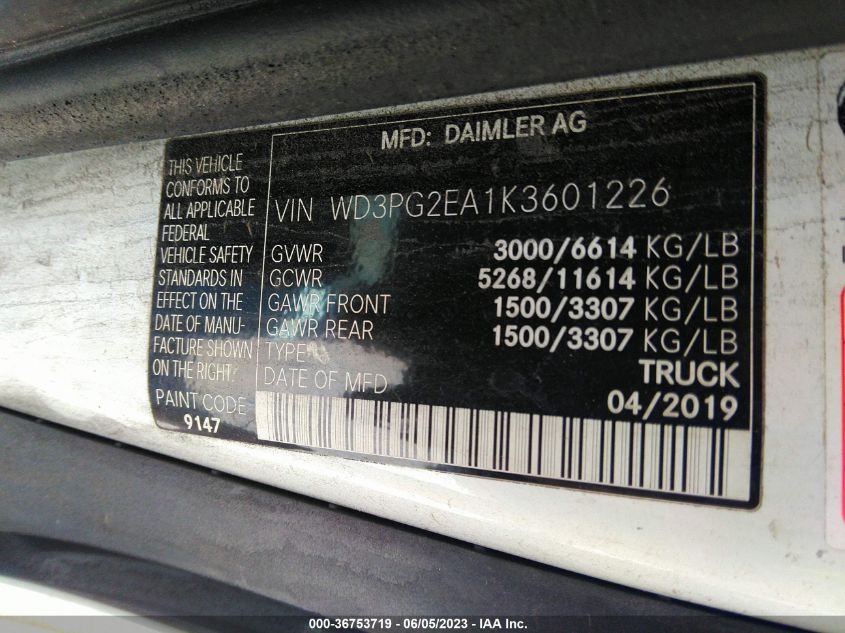 MFD: DAIMLER AG
THIS VEHICLE
CONFORMS TO
ALL APPLICABLE
FEDERAL
VEHICLE SAFETY
STANDARDS IN
EFFECT ON THE
DATE OF MANU-
FACTURE SHOWN
ON THE RIGHT
PAINT CODE
9147
VIN WD3PG2EA1K3601226
GVWR 3000/6614 KG/LB
GCWR 5268/11614 KG/LB
GAWR FRONT 1500/3307 KG/LB
GAWR REAR 1500/3307 KG/LB
TYPE TRUCK
DATE OF MFD 04/2019
000-36753719 - 06/05/2023 - IAA Inc.